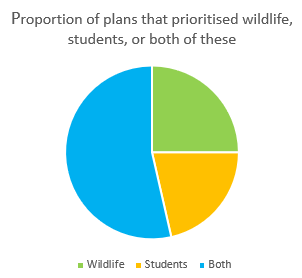 Proportion of plans that prioritised wildlife,
students, or both of these
Wildlife Students Both